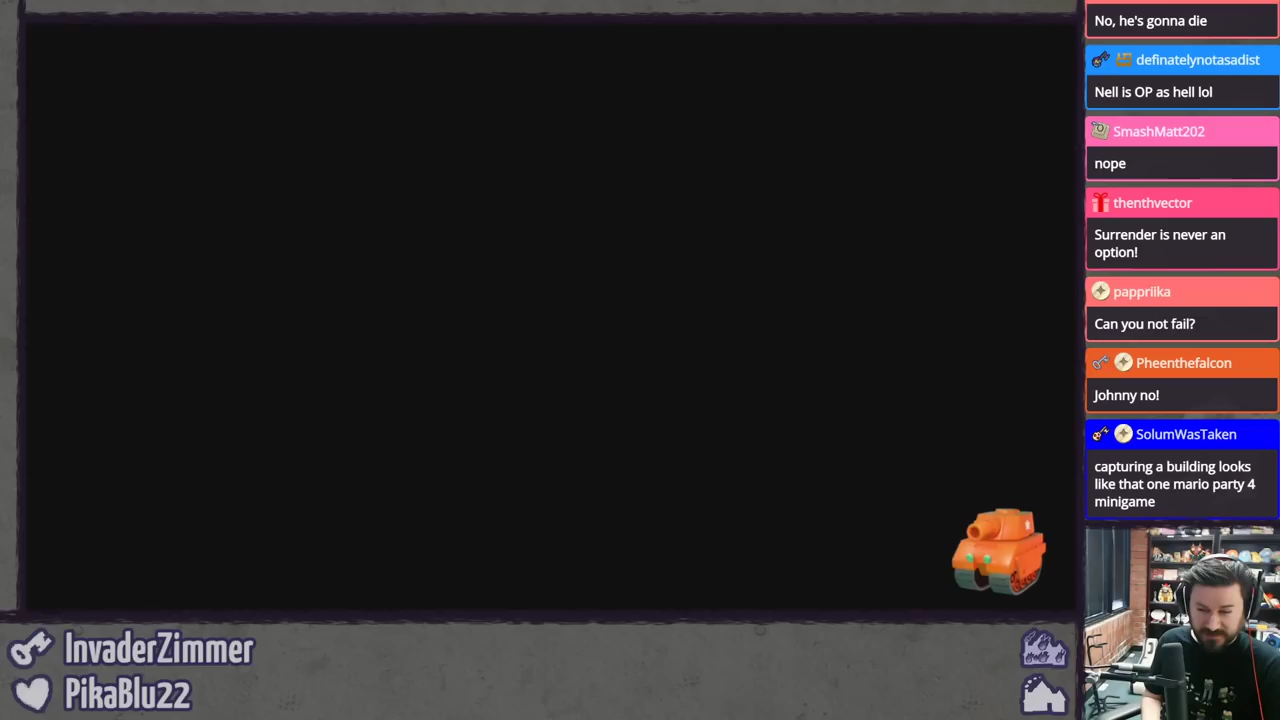 No, he's gonna die
definatelynotasadist
Nell is OP as hell lol
SmashMatt202
nope
thenthvector
Surrender is never an
option!
pappriika
Can you not fail?
Pheenthefalcon
Johnny no!
SolumWasTaken
capturing a building looks
like that one mario party 4
minigame
InvaderZimmer
PikaBlu22